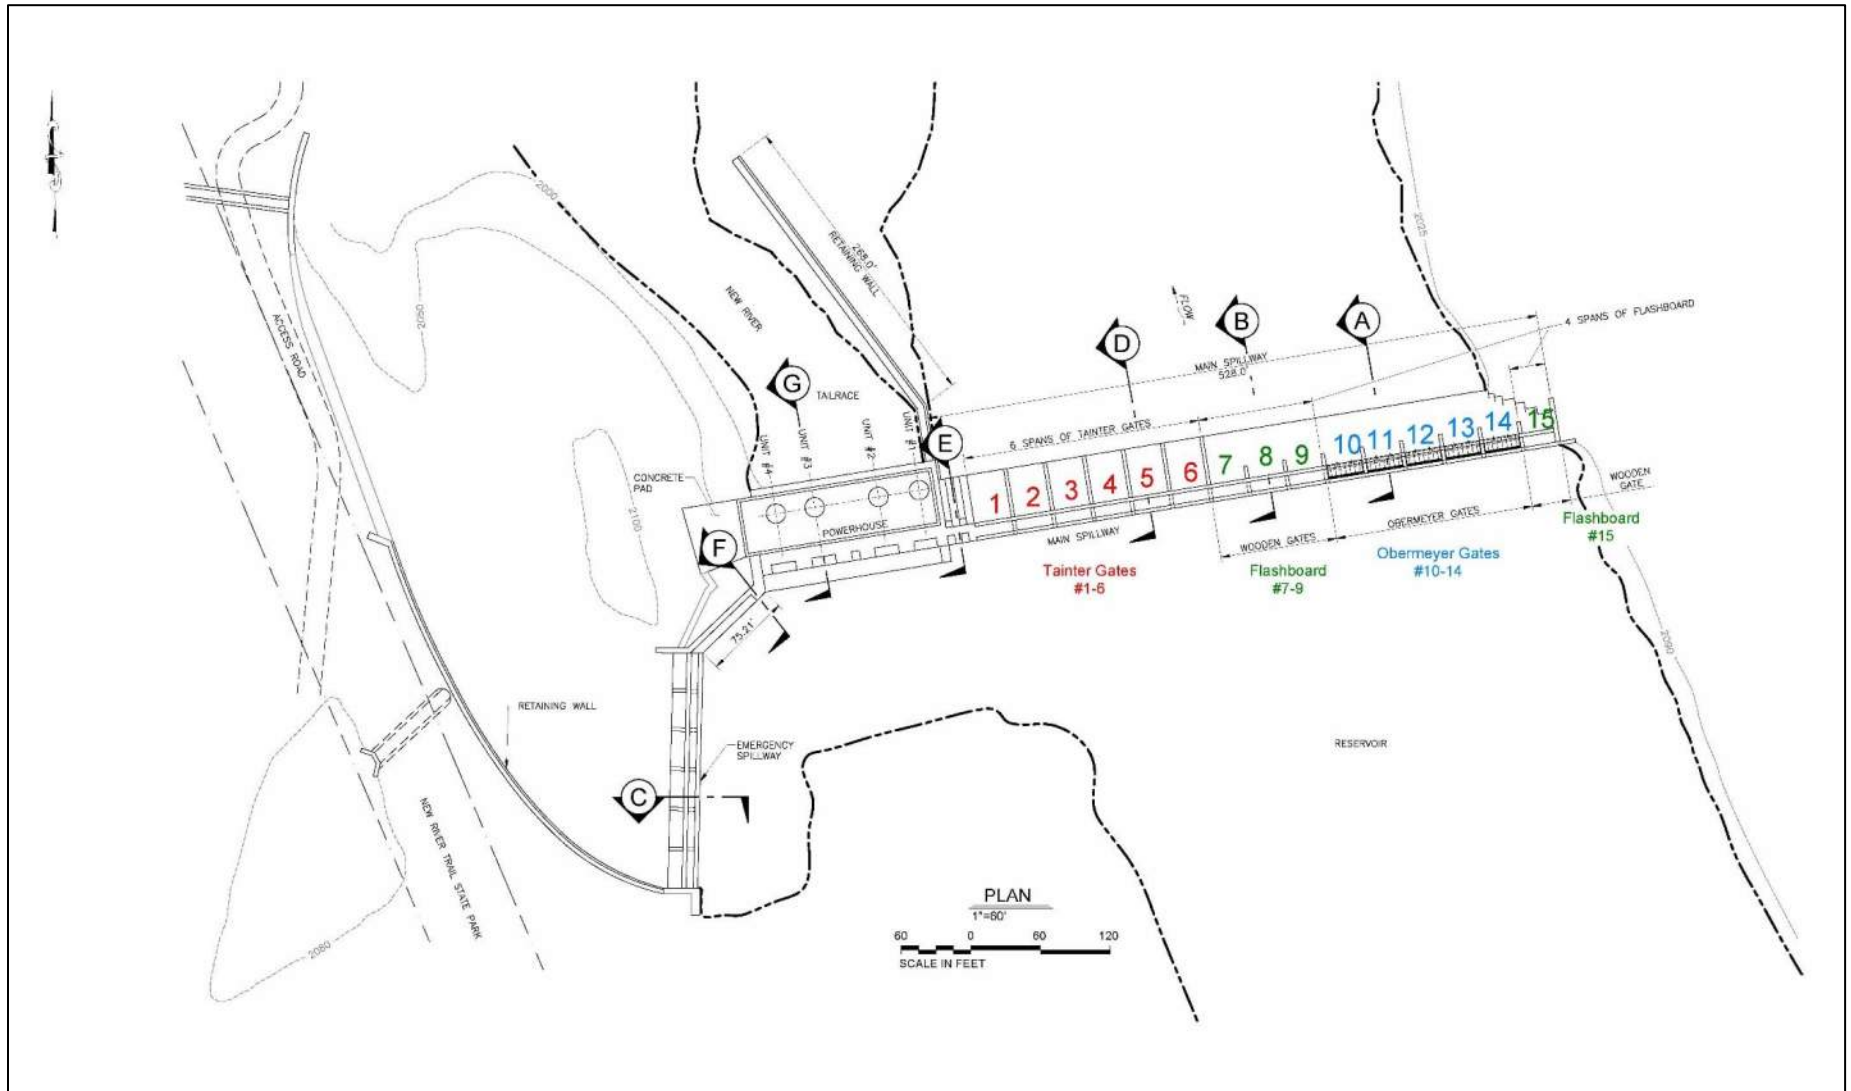 2000
2050
268.0'
RETAINING WALL
NEW RIVER
ACCESS ROAD
2025
FLOW
A
B
D
4 SPANS OF FLASHBOARD
MAIN SPILLWAY
528.0'
G
TAILRACE
UNIT #4
UNIT #3
UNIT #2
UNIT #1
E
6 SPANS OF TAINTER GATES
1
2
3
4
5
6
7
8
9
10
11
12
13
14
15
CONCRETE
PAD
2100
POWERHOUSE
F
MAIN SPILLWAY
WOODEN GATES
OBERMEYER GATES
WOODEN
GATE
Flashboard
#15
Tainter Gates
#1-6
Flashboard
#7-9
Obermeyer Gates
#10-14
75.21'
2090
RETAINING WALL
EMERGENCY
SPILLWAY
RESERVOIR
C
NEW RIVER TRAIL STATE PARK
2080
PLAN
1"=60'
60 0 60 120
SCALE IN FEET